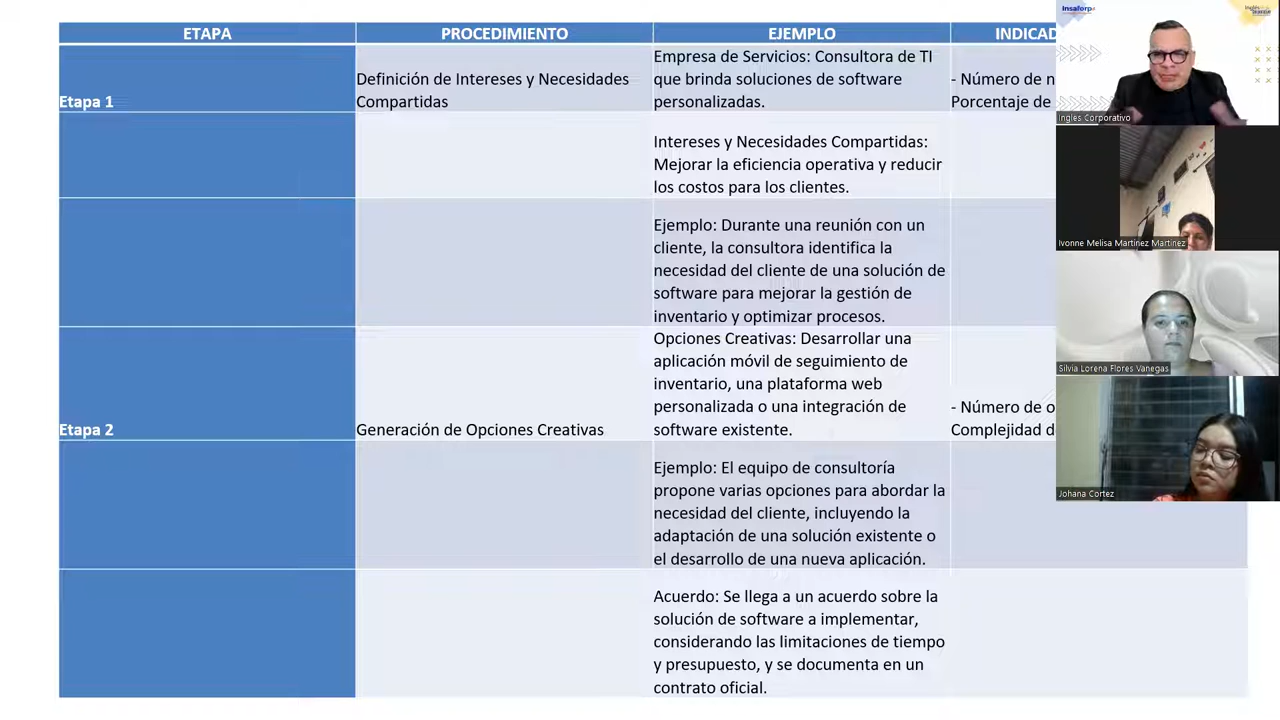 ETAPA
PROCEDIMIENTO
EJEMPLO
INDICAD
Etapa 1
Definición de Intereses y Necesidades
Compartidas
Empresa de Servicios: Consultora de TI
que brinda soluciones de software
personalizadas.
- Número de n
Porcentaje de
Intereses y Necesidades Compartidas:
Mejorar la eficiencia operativa y reducir
los costos para los clientes.
Ejemplo: Durante una reunión con un
cliente, la consultora identifica la
necesidad del cliente de una solución de
software para mejorar la gestión de
inventario y optimizar procesos.
Etapa 2
Generación de Opciones Creativas
Opciones Creativas: Desarrollar una
aplicación móvil de seguimiento de
inventario, una plataforma web
personalizada o una integración de
software existente.
- Número de o
Complejidad d
Ejemplo: El equipo de consultoría
propone varias opciones para abordar la
necesidad del cliente, incluyendo la
adaptación de una solución existente o
el desarrollo de una nueva aplicación.
Acuerdo: Se llega a un acuerdo sobre la
solución de software a implementar,
considerando las limitaciones de tiempo
y presupuesto, y se documenta en un
contrato oficial.
insaforp
Ingles Corporativo
Ivonne Melisa Martinez Martinez
Silvia Lorena Flores Vanegas
Johana Cortez